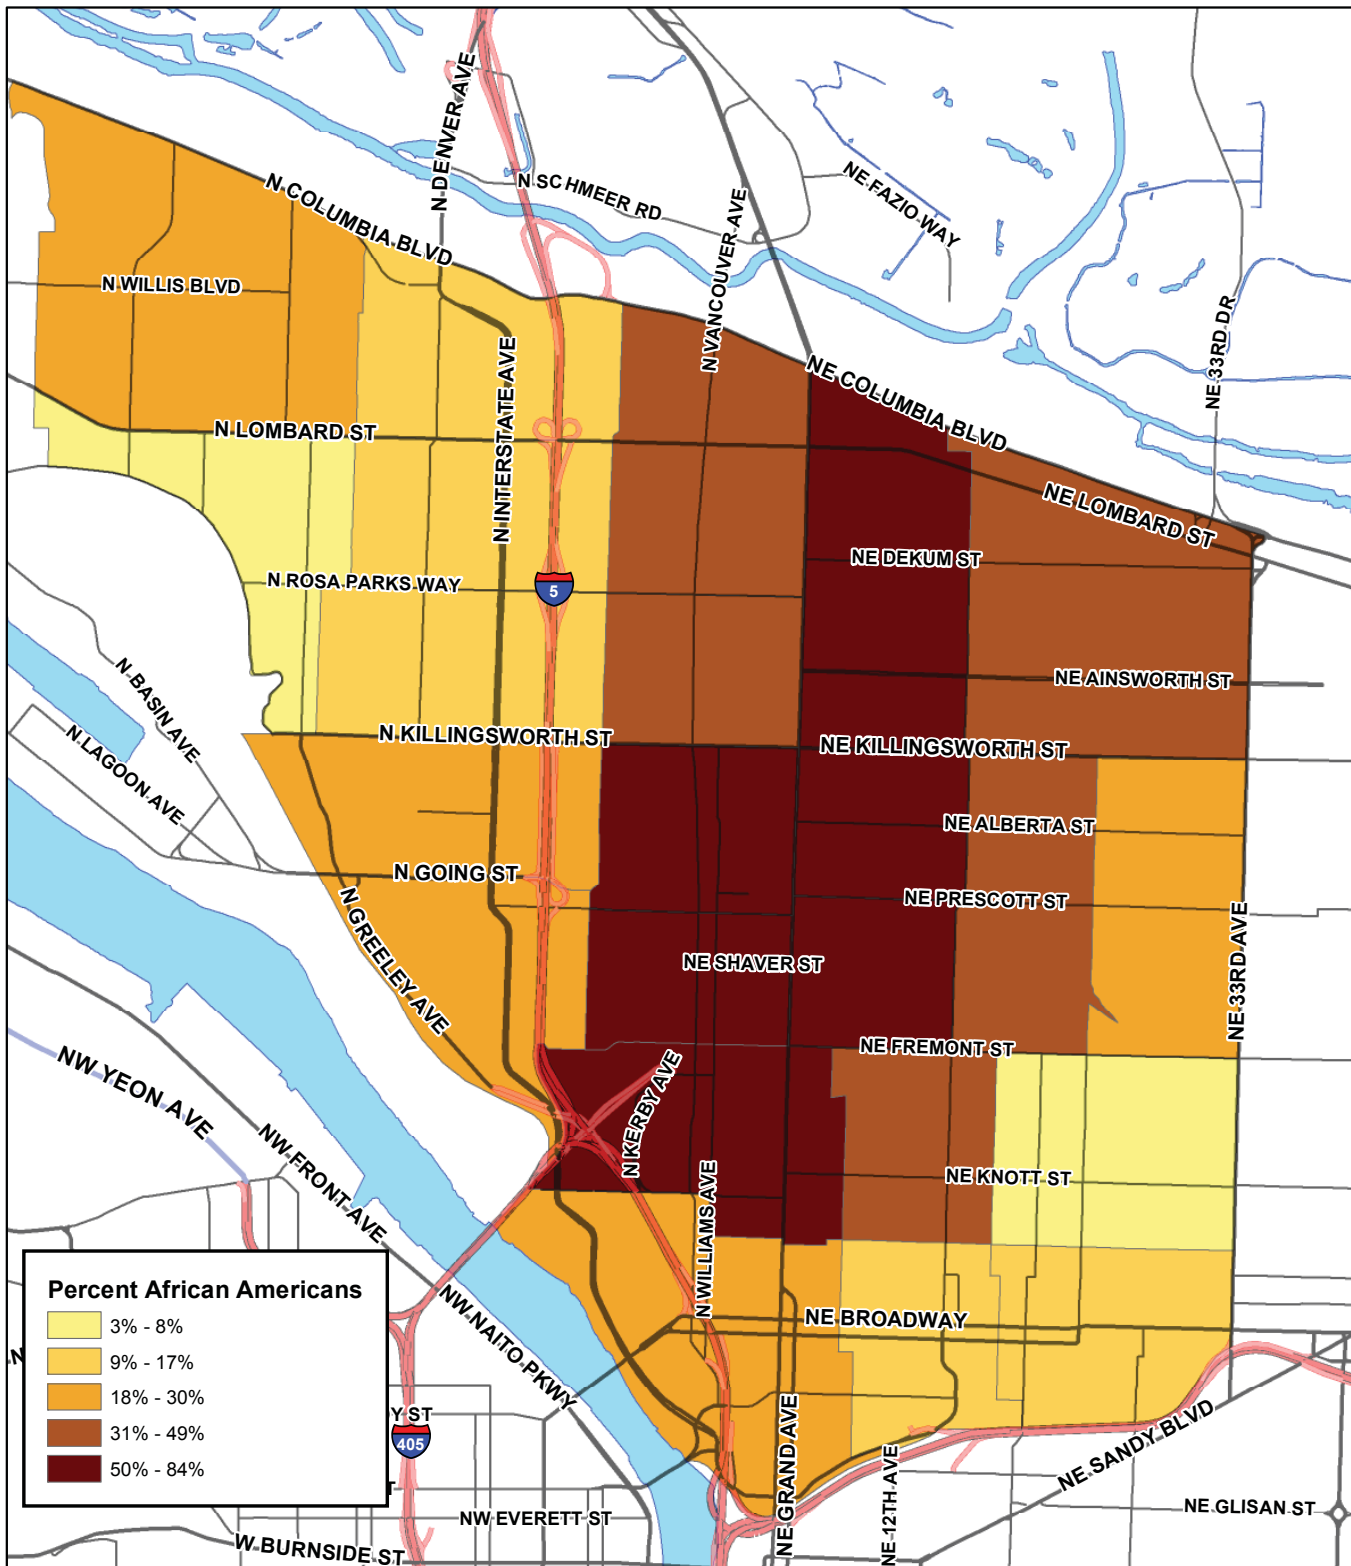 N DENVER AVE
N SCHMEER RD
N COLUMBIA BLVD
NE FAZIO WAY
N VANCOUVER AVE
N WILLIS BLVD
NE 33RD DR
N INTERSTATE AVE
NE COLUMBIA BLVD
N LOMBARD ST
NE LOMBARD ST
NE DEKUM ST
N ROSA PARKS WAY
5
NE AINSWORTH ST
N BASIN AVE
N LAGOON AVE
N KILLINGSWORTH ST
NE KILLINGSWORTH ST
NE ALBERTA ST
N GOING ST
NE PRESCOTT ST
N GREELEY AVE
NE SHAVER ST
NE 33RD AVE
NE FREMONT ST
NW YEON AVE
N KERBY AVE
NW FRONT AVE
NE KNOTT ST
N WILLIAMS AVE
NW NAITO PKWY
NE BROADWAY
Percent African Americans
3% - 8%
9% - 17%
18% - 30%
31% - 49%
50% - 84%
ST
405
NE GRAND AVE
NE 12TH AVE
NE SANDY BLVD
NE GLISAN ST
NW EVERETT ST
W BURNSIDE ST